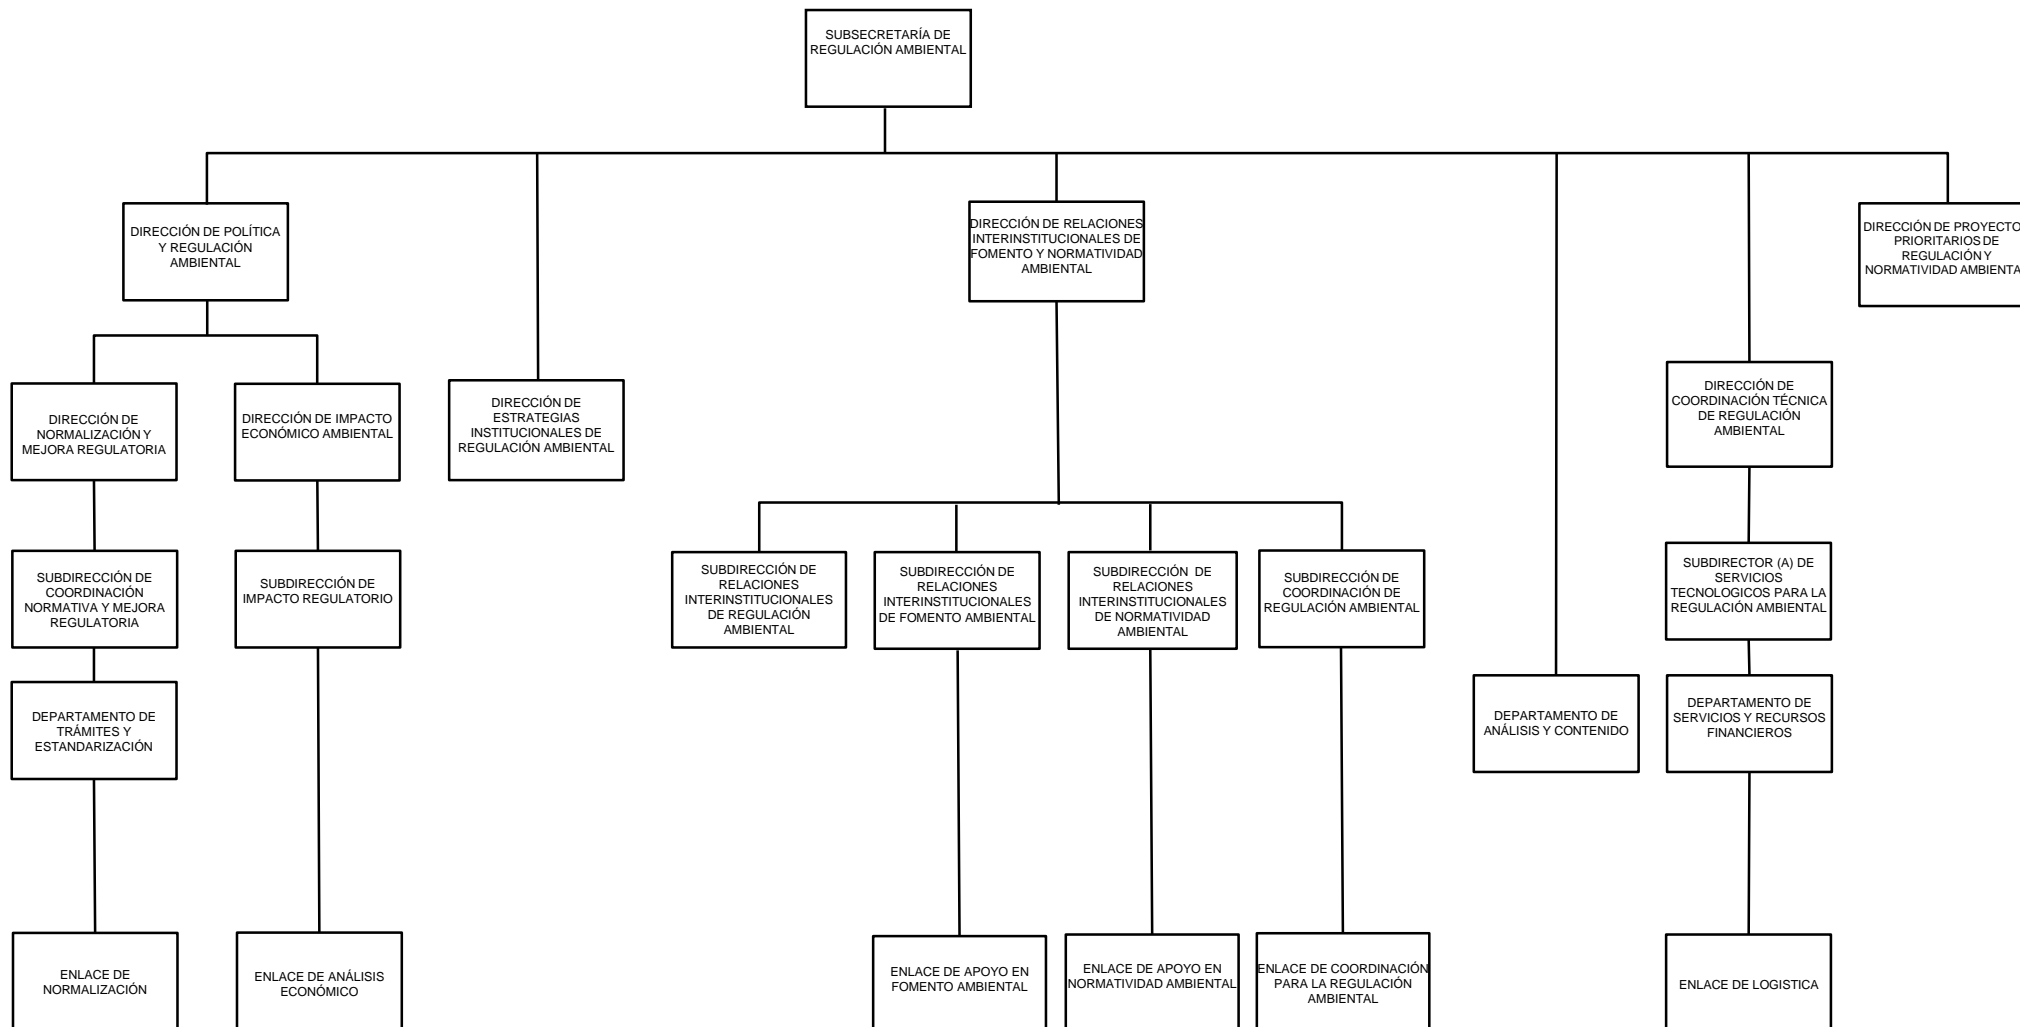 SUBSECRETARÍA DE
REGULACIÓN AMBIENTAL
DIRECCIÓN DE POLÍTICA
Y REGULACIÓN
AMBIENTAL
DIRECCIÓN DE RELACIONES
INTERINSTITUCIONALES DE
FOMENTO Y NORMATIVIDAD
AMBIENTAL
DIRECCIÓN DE PROYECTO
PRIORITARIOS DE
REGULACIÓN Y
NORMATIVIDAD AMBIENTA
DIRECCIÓN DE
NORMALIZACIÓN Y
MEJORA REGULATORIA
DIRECCIÓN DE IMPACTO
ECONÓMICO AMBIENTAL
DIRECCIÓN DE
ESTRATEGIAS
INSTITUCIONALES DE
REGULACIÓN AMBIENTAL
DIRECCIÓN DE
COORDINACIÓN TÉCNICA
DE REGULACIÓN
AMBIENTAL
SUBDIRECCIÓN DE
COORDINACIÓN
NORMATIVA Y MEJORA
REGULATORIA
SUBDIRECCIÓN DE
IMPACTO REGULATORIO
SUBDIRECCIÓN DE
RELACIONES
INTERINSTITUCIONALES
DE REGULACIÓN
AMBIENTAL
SUBDIRECCIÓN DE
RELACIONES
INTERINSTITUCIONALES
DE FOMENTO AMBIENTAL
SUBDIRECCIÓN DE
RELACIONES
INTERINSTITUCIONALES
DE NORMATIVIDAD
AMBIENTAL
SUBDIRECCIÓN DE
COORDINACIÓN DE
REGULACIÓN AMBIENTAL
SUBDIRECTOR (A) DE
SERVICIOS
TECNOLOGICOS PARA LA
REGULACIÓN AMBIENTAL
DEPARTAMENTO DE
TRÁMITES Y
ESTANDARIZACIÓN
DEPARTAMENTO DE
ANÁLISIS Y CONTENIDO
DEPARTAMENTO DE
SERVICIOS Y RECURSOS
FINANCIEROS
ENLACE DE
NORMALIZACIÓN
ENLACE DE ANÁLISIS
ECONÓMICO
ENLACE DE APOYO EN
FOMENTO AMBIENTAL
ENLACE DE APOYO EN
NORMATIVIDAD AMBIENTAL
ENLACE DE COORDINACIÓN
PARA LA REGULACIÓN
AMBIENTAL
ENLACE DE LOGISTICA